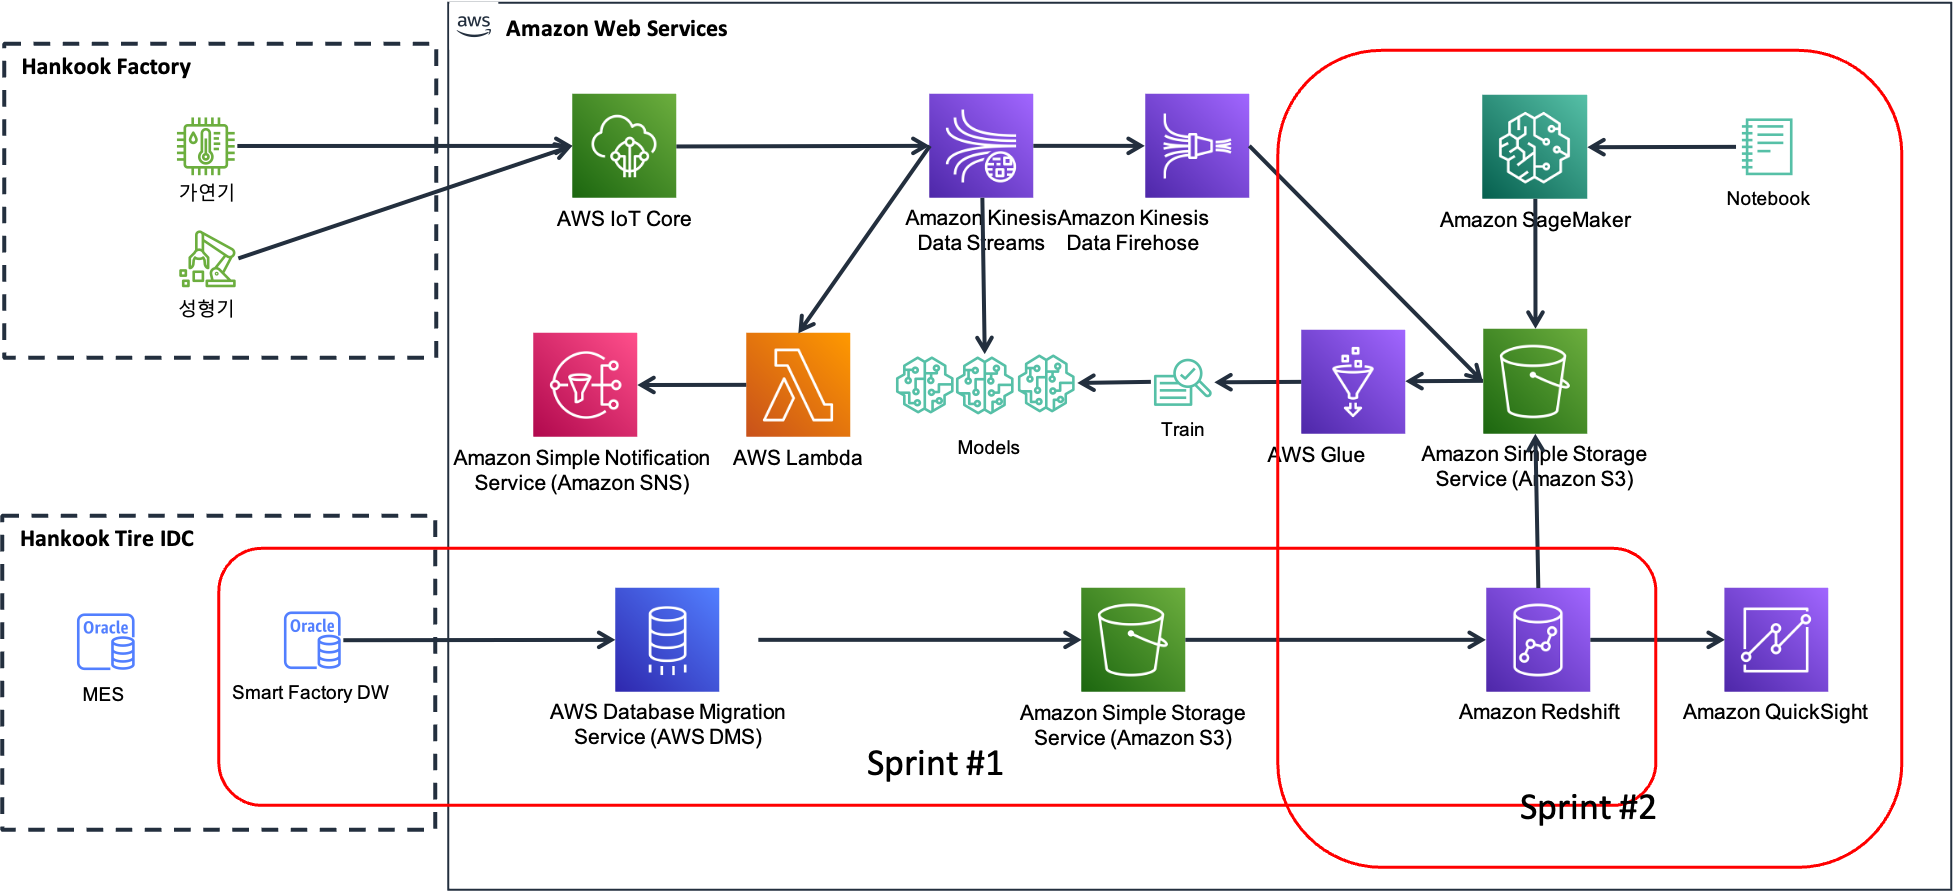 aws
Amazon Web Services
Hankook Factory
가연기
성형기
AWS IoT Core
Amazon Kinesis
Data Streams
Amazon Kinesis
Data Firehose
Amazon SageMaker
Notebook
Amazon Simple Notification
Service (Amazon SNS)
AWS Lambda
Models
Train
AWS Glue
Amazon Simple Storage
Service (Amazon S3)
Hankook Tire IDC
Oracle
MES
Oracle
Smart Factory DW
AWS Database Migration
Service (AWS DMS)
Amazon Simple Storage
Service (Amazon S3)
Amazon Redshift
Amazon QuickSight
Sprint #1
Sprint #2